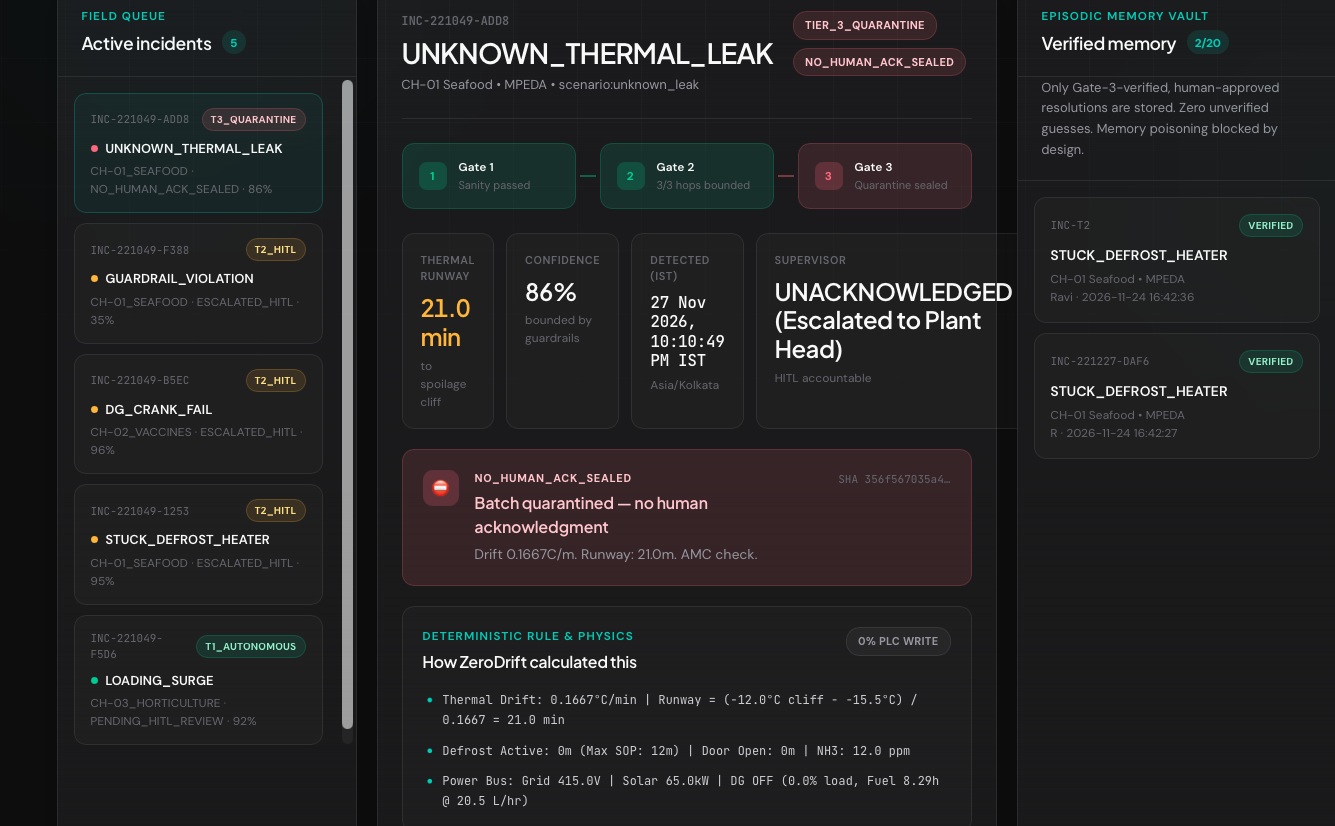 FIELD QUEUE
Active incidents 5
INC-221049-ADD8 T3_QUARANTINE
UNKNOWN_THERMAL_LEAK
CH-01_SEAFOOD ·
NO_HUMAN_ACK_SEALED · 86%
INC-221049-F388 T2_HITL
GUARDRAIL_VIOLATION
CH-01_SEAFOOD · ESCALATED_HITL ·
35%
INC-221049-B5EC T2_HITL
DG_CRANK_FAIL
CH-02_VACCINES · ESCALATED_HITL ·
96%
INC-221049-1253 T2_HITL
STUCK_DEFROST_HEATER
CH-01_SEAFOOD · ESCALATED_HITL ·
95%
INC-221049-
F5D6 T1_AUTONOMOUS
LOADING_SURGE
CH-03_HORTICULTURE ·
PENDING_HITL_REVIEW · 92%
INC-221049-ADD8
UNKNOWN_THERMAL_LEAK
CH-01 Seafood • MPEDA • scenario:unknown_leak
TIER_3_QUARANTINE
NO_HUMAN_ACK_SEALED
1 Gate 1
Sanity passed
2 Gate 2
3/3 hops bounded
3 Gate 3
Quarantine sealed
THERMAL
RUNWAY
21.0
min
to
spoilage
cliff
CONFIDENCE
86%
bounded by
guardrails
DETECTED
(IST)
27 Nov
2026,
10:10:49
PM IST
Asia/Kolkata
SUPERVISOR
UNACKNOWLEDGED
(Escalated to Plant
Head)
HITL accountable
NO_HUMAN_ACK_SEALED SHA 356f567035a4…
Batch quarantined — no human
acknowledgment
Drift 0.1667C/m. Runway: 21.0m. AMC check.
DETERMINISTIC RULE & PHYSICS
How ZeroDrift calculated this
0% PLC WRITE
• Thermal Drift: 0.1667°C/min | Runway = (-12.0°C cliff - -15.5°C) /
0.1667 = 21.0 min
• Defrost Active: 0m (Max SOP: 12m) | Door Open: 0m | NH3: 12.0 ppm
• Power Bus: Grid 415.0V | Solar 65.0kW | DG OFF (0.0% load, Fuel 8.29h
@ 20.5 L/hr)
EPISODIC MEMORY VAULT
Verified memory 2/20
Only Gate-3-verified, human-approved
resolutions are stored. Zero unverified
guesses. Memory poisoning blocked by
design.
INC-T2 VERIFIED
STUCK_DEFROST_HEATER
CH-01 Seafood • MPEDA
Ravi · 2026-11-24 16:42:36
INC-221227-DAF6 VERIFIED
STUCK_DEFROST_HEATER
CH-01 Seafood • MPEDA
R · 2026-11-24 16:42:27